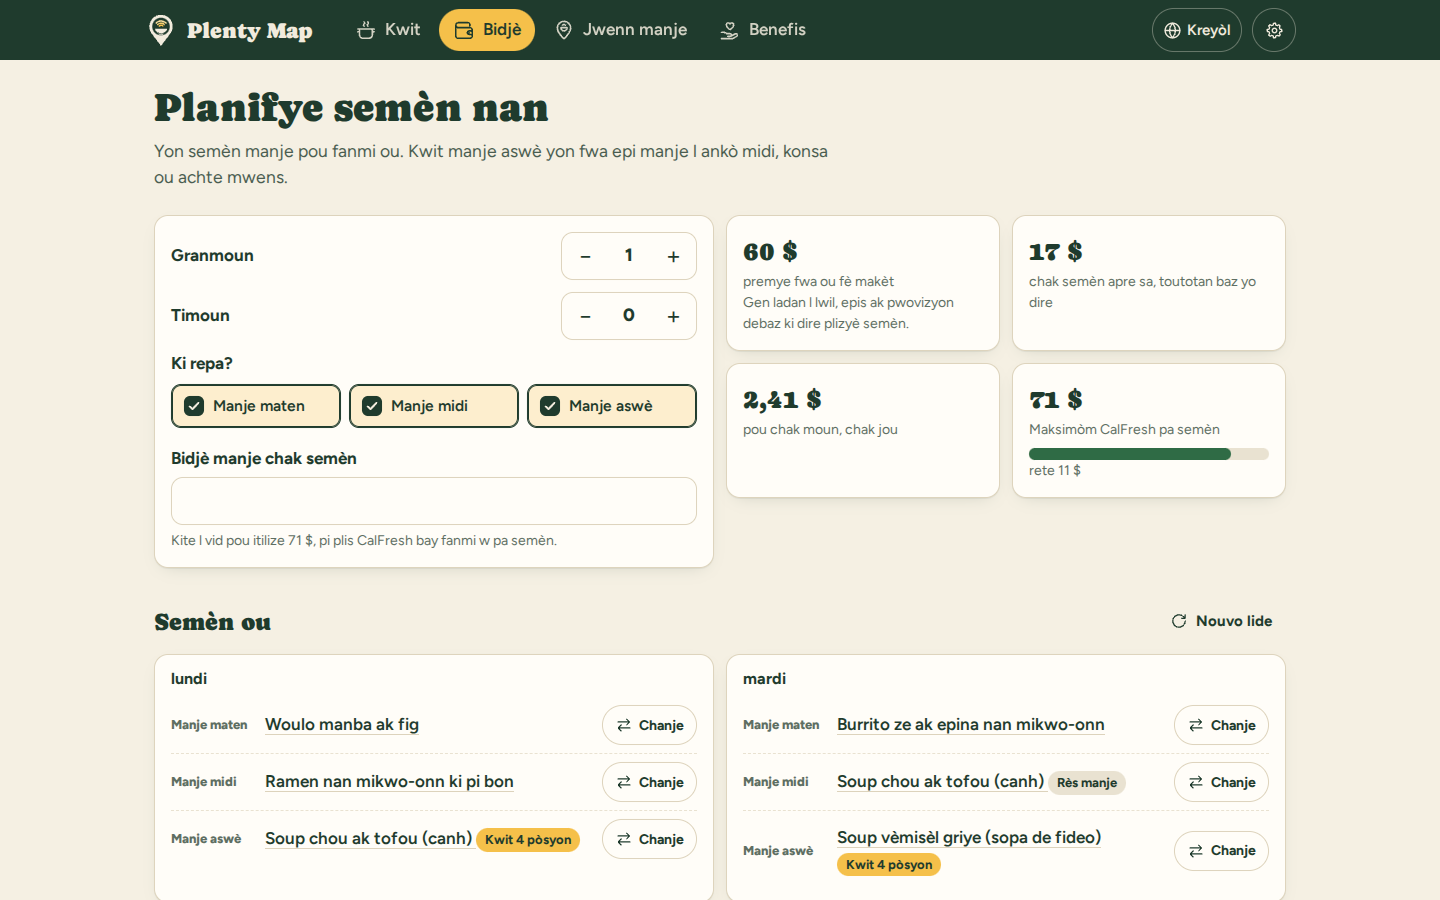 Plenty Map
Kwit
Bidjè
Jwenn manje
Benefis
Kreyòl
Planifye semèn nan
Yon semèn manje pou fanmi ou. Kwit manje aswè yon fwa epi manje l ankò midi, konsa
ou achte mwens.
Granmoun
− 1 +
Timoun
− 0 +
Ki repa?
Manje maten
Manje midi
Manje aswè
Bidjè manje chak semèn
Kite l vid pou itilize 71 $, pi plis CalFresh bay fanmi w pa semèn.
60 $
premye fwa ou fè makèt
Gen ladan l lwil, epis ak pwovizyon
debaz ki dire plizyè semèn.
17 $
chak semèn apre sa, toutotan baz yo
dire
2,41 $
pou chak moun, chak jou
71 $
Maksimòm CalFresh pa semèn
rete 11 $
Semèn ou
Nouvo lide
lundi
Manje maten Woulo manba ak fig Chanje
Manje midi Ramen nan mikwo-onn ki pi bon Chanje
Manje aswè Soup chou ak tofou (canh) Kwit 4 pòsyon Chanje
mardi
Manje maten Burrito ze ak epina nan mikwo-onn Chanje
Manje midi Soup chou ak tofou (canh) Rès manje Chanje
Manje aswè Soup vèmisèl griye (sopa de fideo) Chanje
Kwit 4 pòsyon